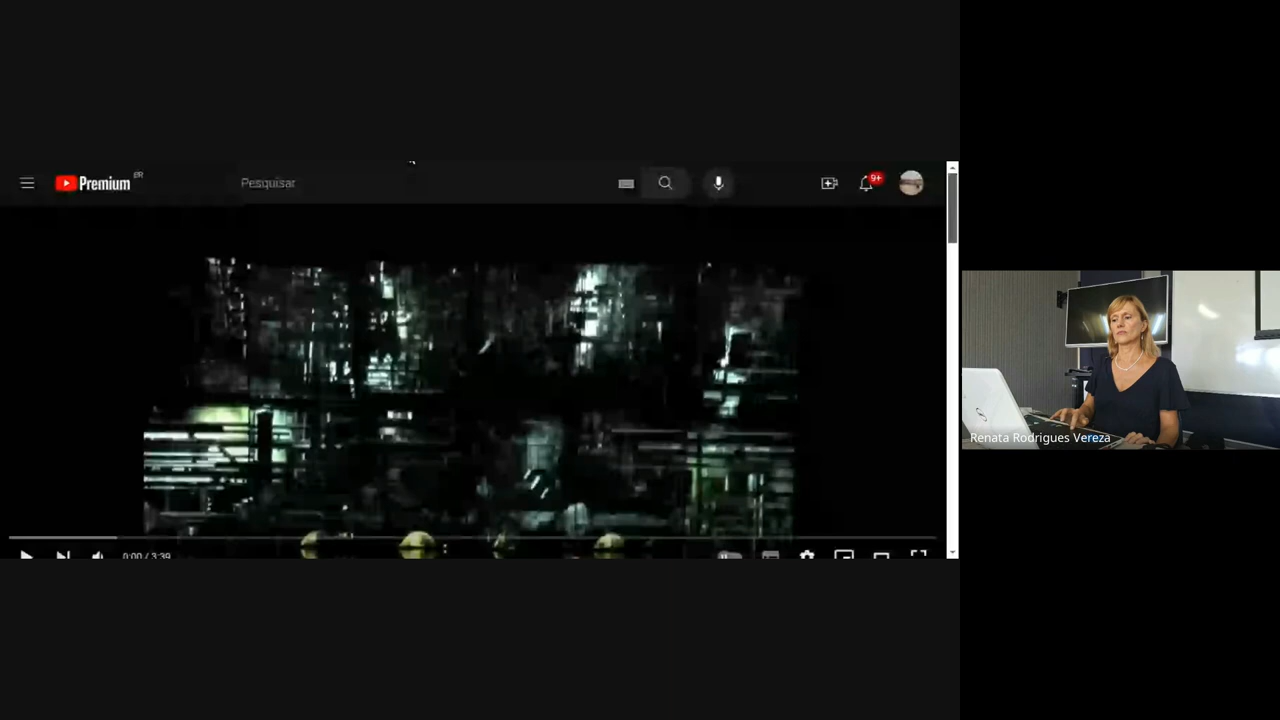 Premium BR
Pesquisar
9+
0:00 / 3:39
Renata Rodrigues Vereza